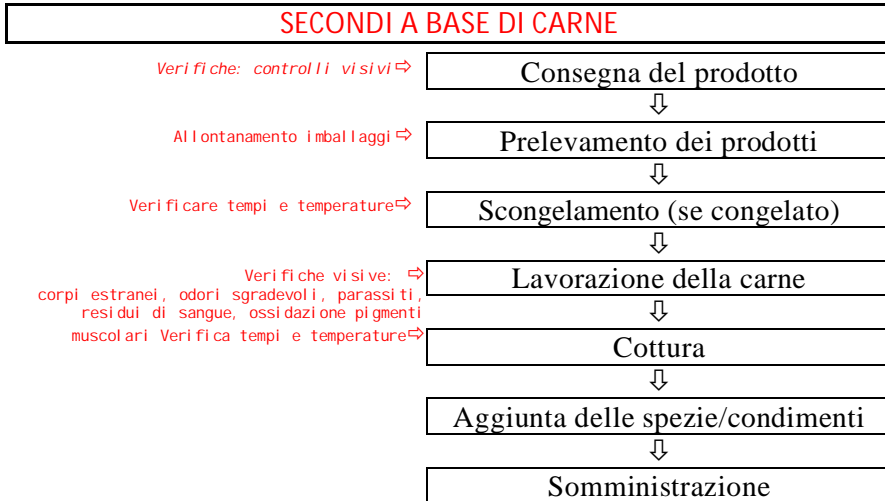 SECONDI A BASE DI CARNE
Verifiche: controlli visivi⇨ Consegna del prodotto
⇩
Allontanamento imballaggi⇨ Prelevamento dei prodotti
⇩
Verificare tempi e temperature⇨ Scongelamento (se congelato)
⇩
Verifiche visive: ⇨ Lavorazione della carne
corpi estranei, odori sgradevoli, parassiti,
residui di sangue, ossidazione pigmenti ⇩
muscolari Verifica tempi e temperature⇨ Cottura
⇩
Aggiunta delle spezie/condimenti
⇩
Somministrazione